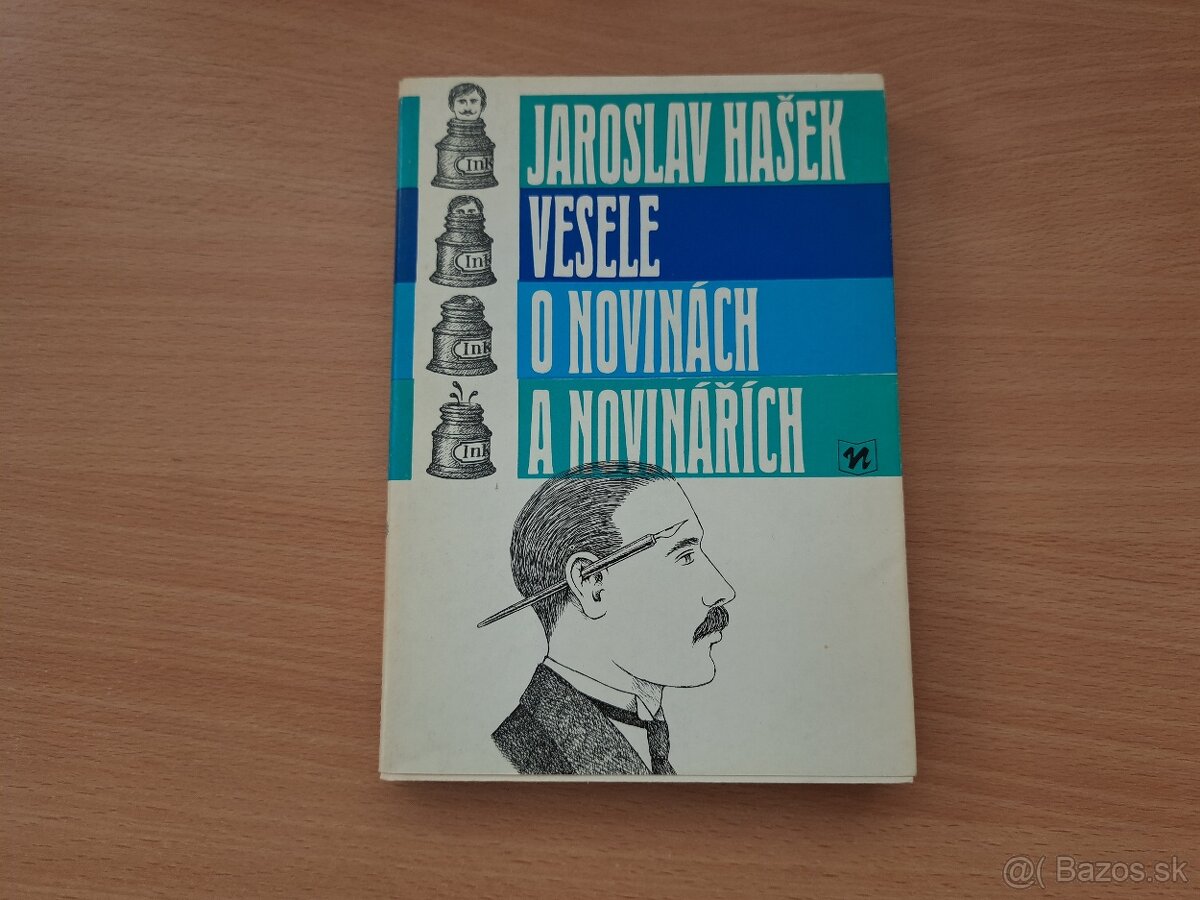 JAROSLAV HAŠEK
VESELE
O NOVINÁCH
A NOVINÁŘÍCH
Ink
Ink
Ink
Ink
n
@( Bazos.sk